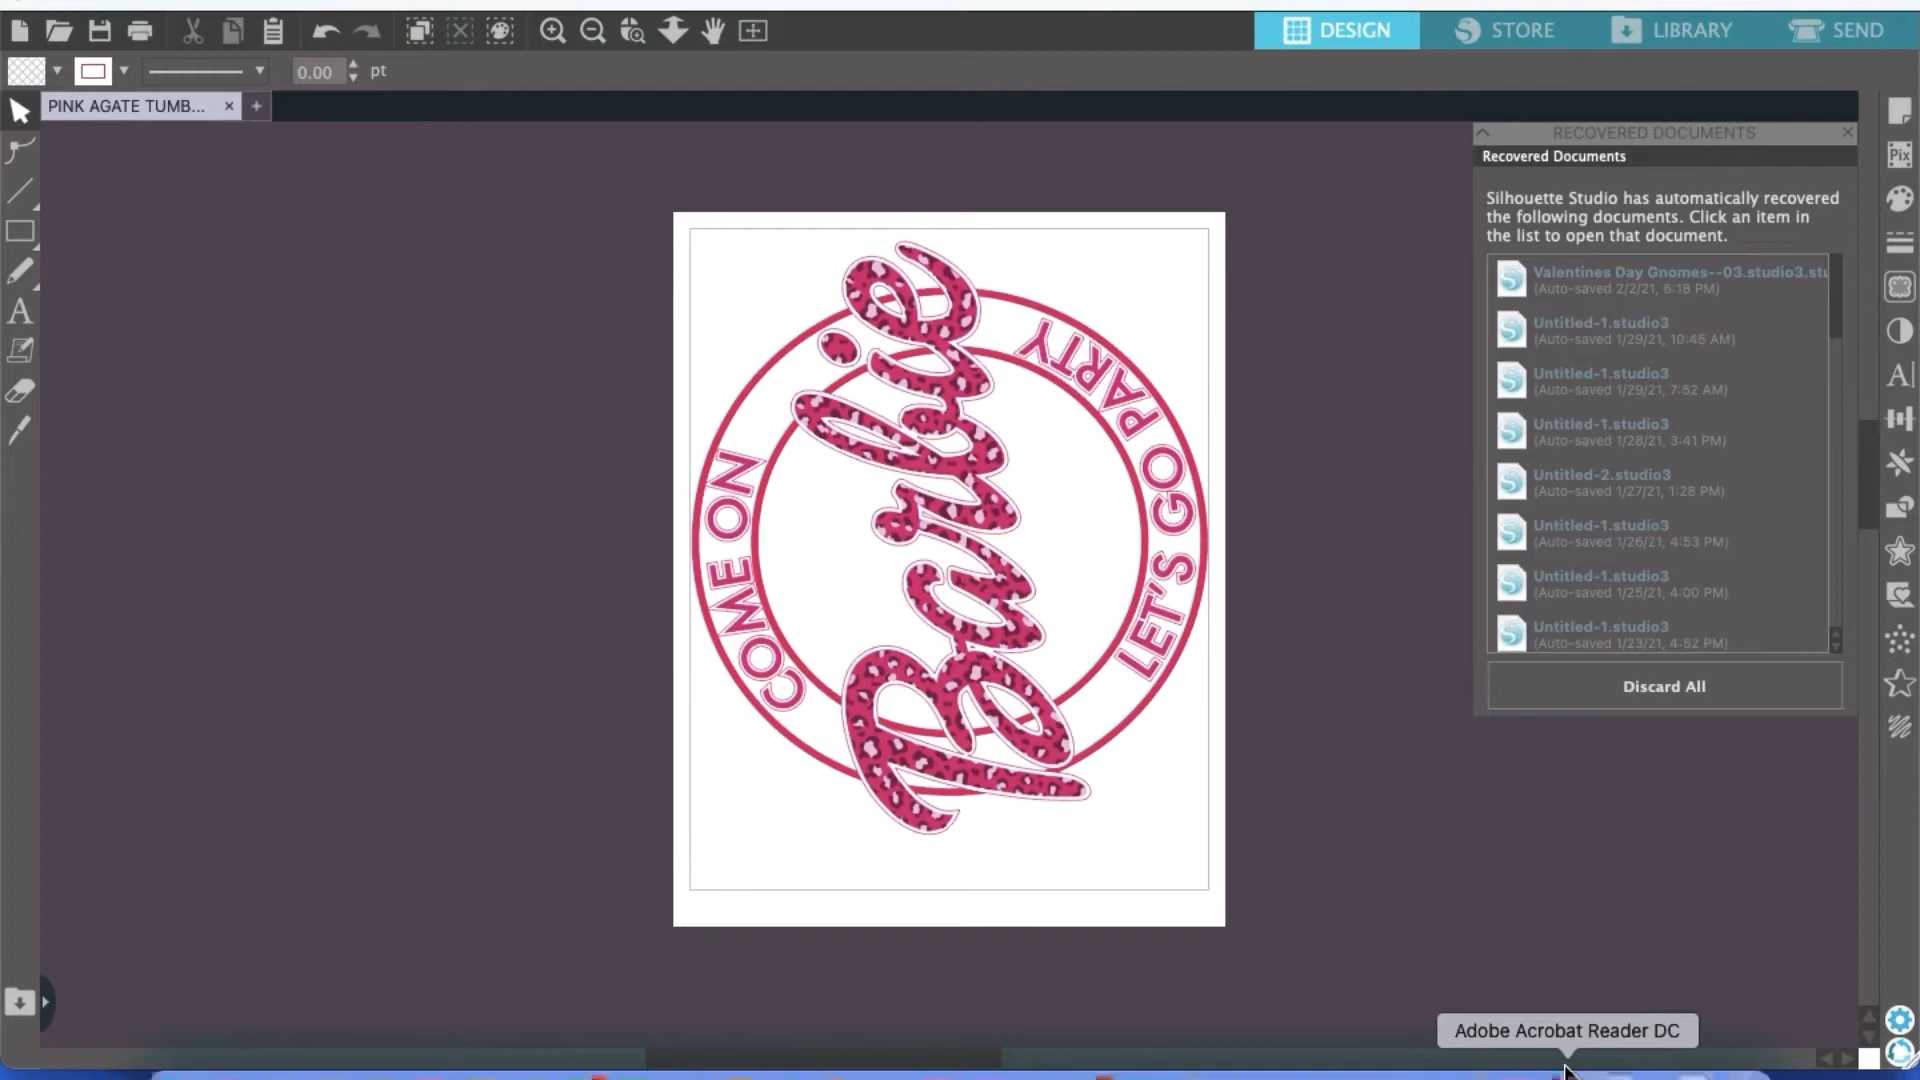 DESIGN
STORE
LIBRARY
SEND
0.00 pt
PINK AGATE TUMB...
RECOVERED DOCUMENTS
Recovered Documents
Silhouette Studio has automatically recovered
the following documents. Click an item in
the list to open that document.
Valentines Day Gnomes--03.studio3.stu
(Auto-saved 2/2/21, 6:18 PM)
Untitled-1.studio3
(Auto-saved 1/29/21, 10:45 AM)
Untitled-1.studio3
(Auto-saved 1/29/21, 7:52 AM)
Untitled-1.studio3
(Auto-saved 1/28/21, 3:41 PM)
Untitled-2.studio3
(Auto-saved 1/27/21, 1:28 PM)
Untitled-1.studio3
(Auto-saved 1/26/21, 4:53 PM)
Untitled-1.studio3
(Auto-saved 1/25/21, 4:00 PM)
Untitled-1.studio3
(Auto-saved 1/23/21, 4:52 PM)
Discard All
COME ON
Barbie
LET'S GO PARTY
Pix
Adobe Acrobat Reader DC